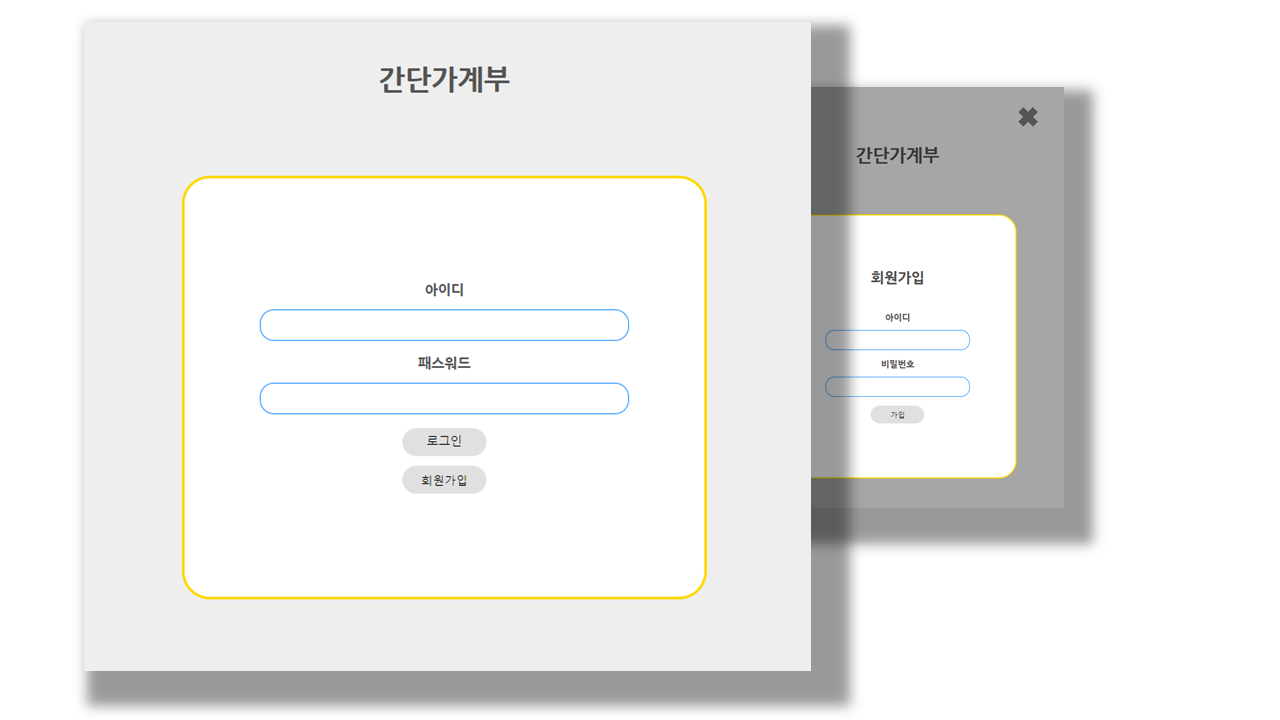 간단가계부
아이디
패스워드
로그인
회원가입
✖
간단가계부
회원가입
아이디
비밀번호
가입